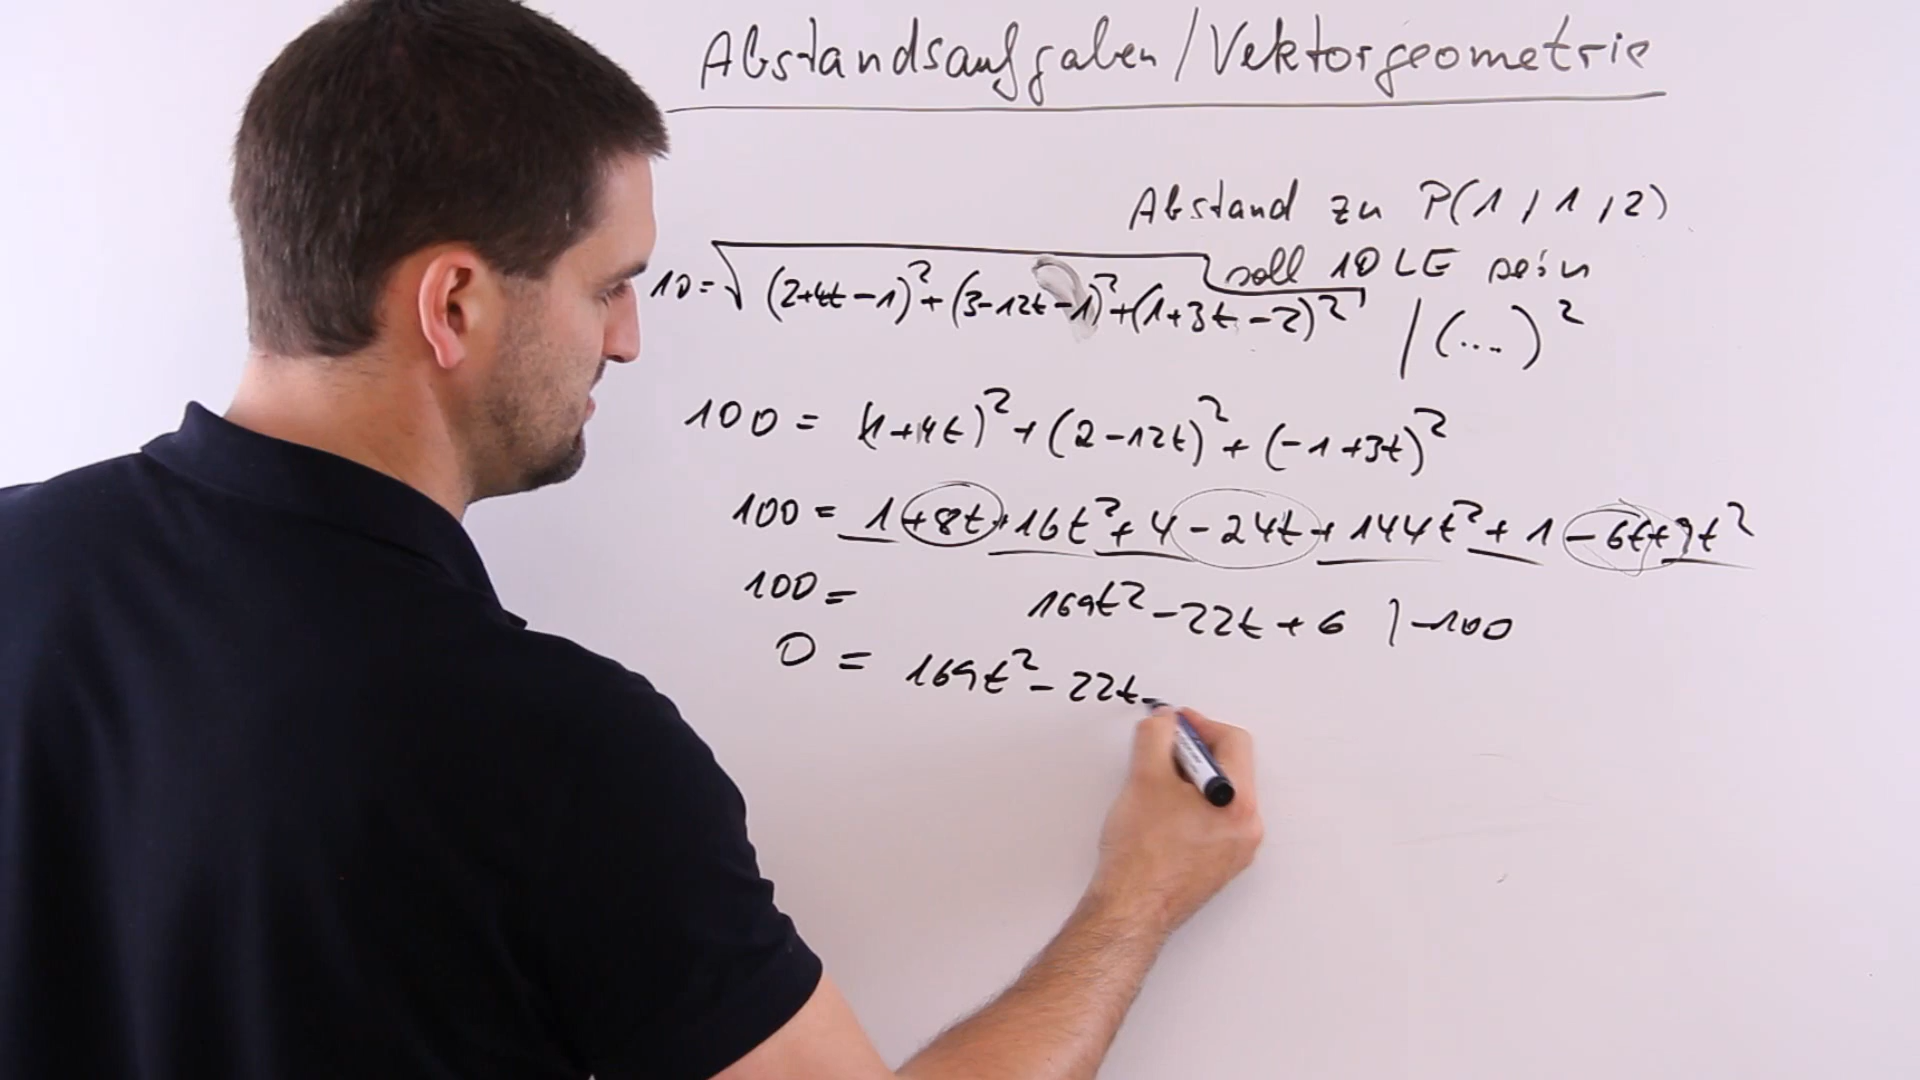 Abstandsaufgaben / Vektorgeometrie
Abstand zu P(1/1/2)
soll 10 LE sein
10 = √((2+4t-1)² + (3-12t-1)² + (1+3t-2)²) | (....)²
100 = (1+4t)² + (2-12t)² + (-1+3t)²
100 = 1+8t+16t²+4-24t+144t²+1-6t+9t²
100 = 169t²-22t+6 |-100
0 = 169t²-22t-